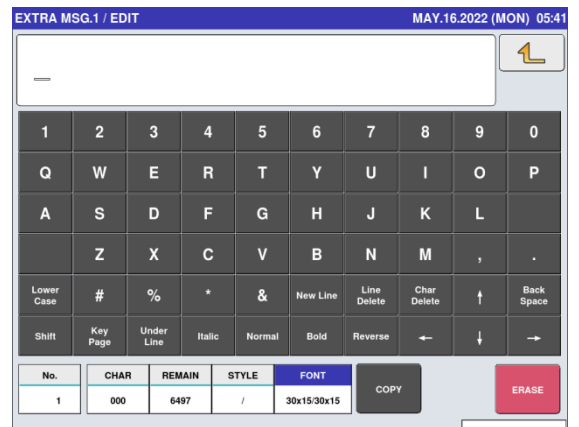 EXTRA MSG.1 / EDIT MAY.16.2022 (MON) 05:41
1 2 3 4 5 6 7 8 9 0
Q W E R T Y U I O P
A S D F G H J K L
Z X C V B N M , .
Lower Case # % * & New Line Line Delete Char Delete ↑ Back Space
Shift Key Page Under Line Italic Normal Bold Reverse ← ↓ →
No. CHAR REMAIN STYLE FONT COPY ERASE
1 000 6497 / 30x15/30x15